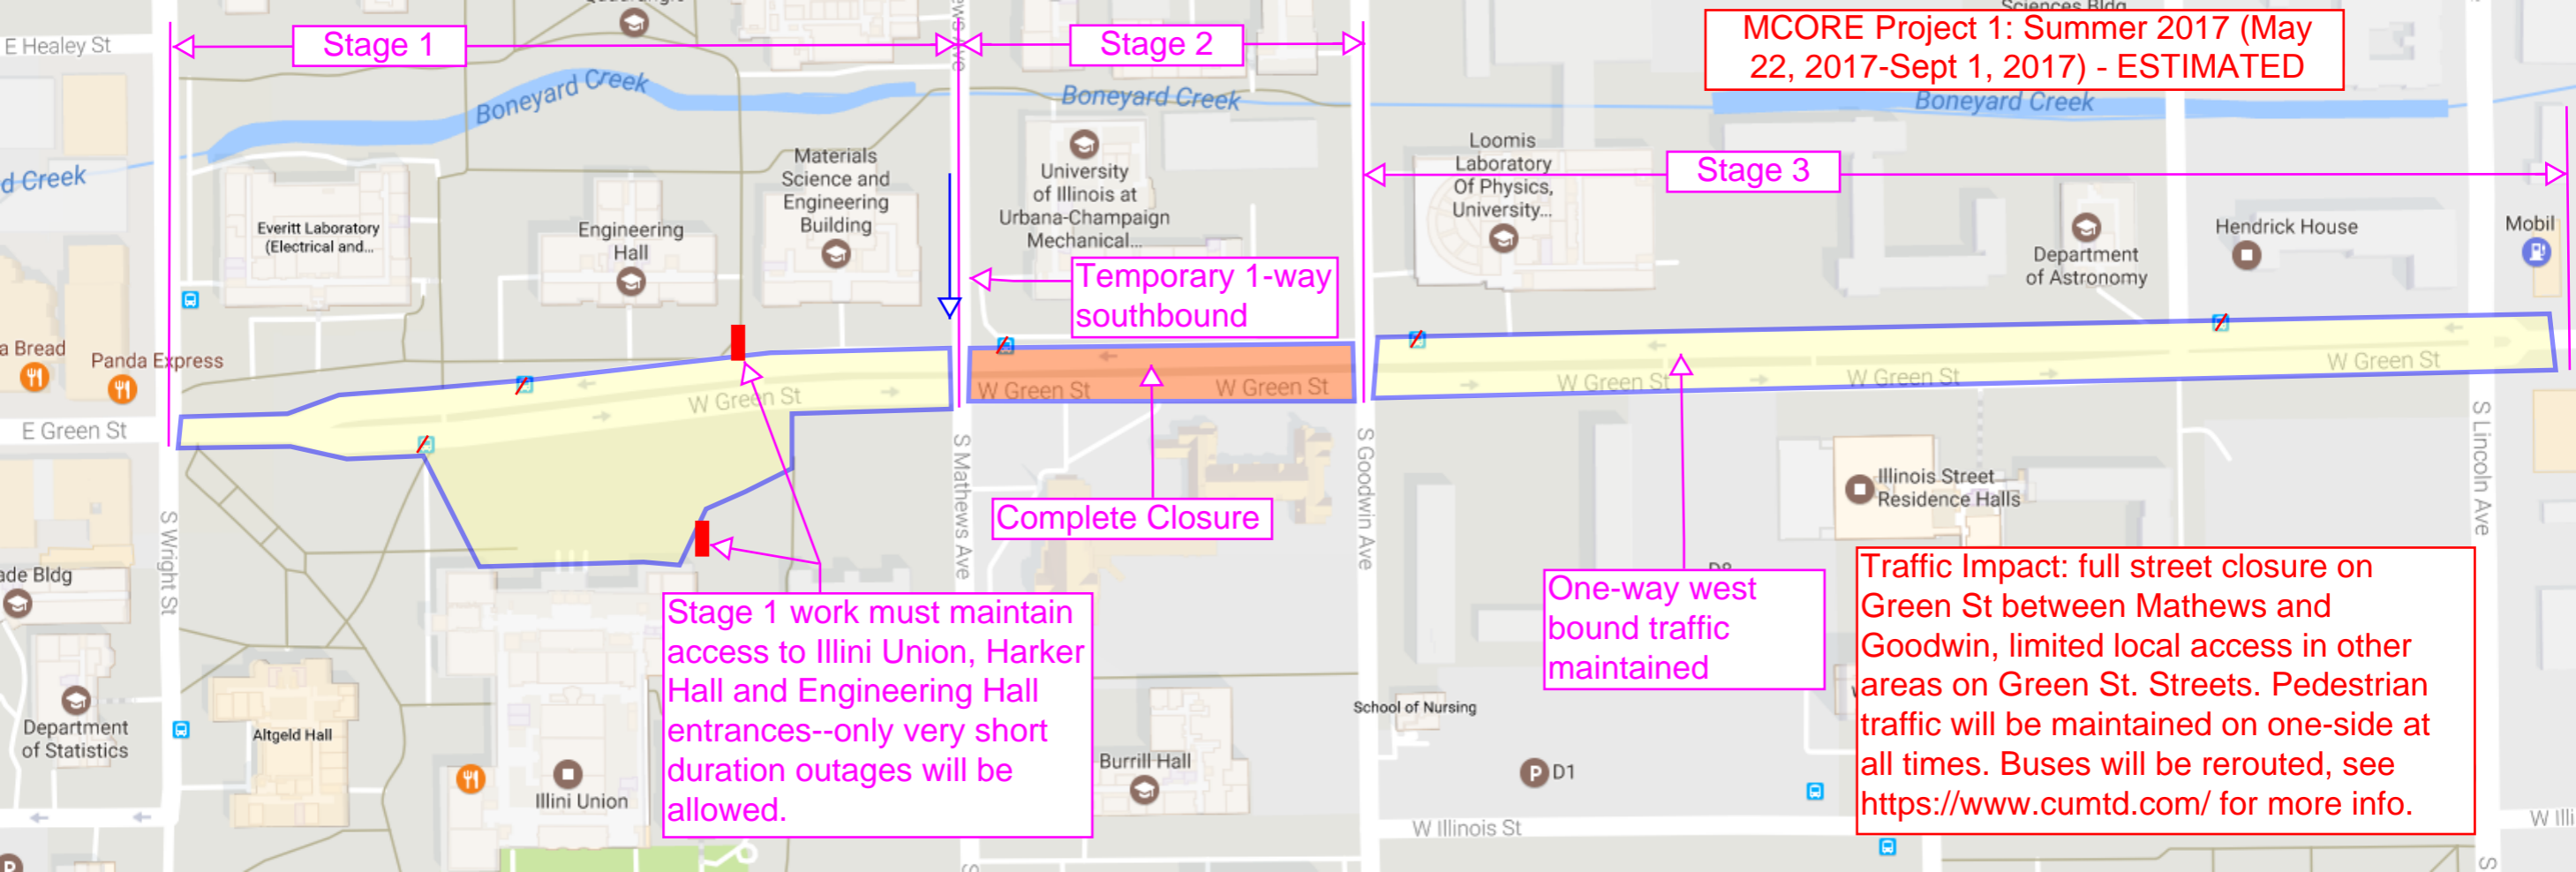 Sciences Bldg
E Healey St
Stage 1
Stage 2
MCORE Project 1: Summer 2017 (May
22, 2017-Sept 1, 2017) - ESTIMATED
Boneyard Creek
Boneyard Creek
Boneyard Creek
d Creek
Stage 3
Everitt Laboratory
(Electrical and...
Engineering
Hall
Materials
Science and
Engineering
Building
University
of Illinois at
Urbana-Champaign
Mechanical...
Loomis
Laboratory
Of Physics,
University...
Department
of Astronomy
Hendrick House
Mobil
Temporary 1-way
southbound
a Bread
Panda Express
E Green St
W Green St
W Green St
W Green St
W Green St
W Green St
W Green St
S Wright St
S Mathews Ave
S Goodwin Ave
S Lincoln Ave
Complete Closure
Illinois Street
Residence Halls
ade Bldg
Stage 1 work must maintain
access to Illini Union, Harker
Hall and Engineering Hall
entrances--only very short
duration outages will be
allowed.
One-way west
bound traffic
maintained
Traffic Impact: full street closure on
Green St between Mathews and
Goodwin, limited local access in other
areas on Green St. Streets. Pedestrian
traffic will be maintained on one-side at
all times. Buses will be rerouted, see
https://www.cumtd.com/ for more info.
Department
of Statistics
Altgeld Hall
Illini Union
Burrill Hall
School of Nursing
P D1
W Illinois St
W Illi